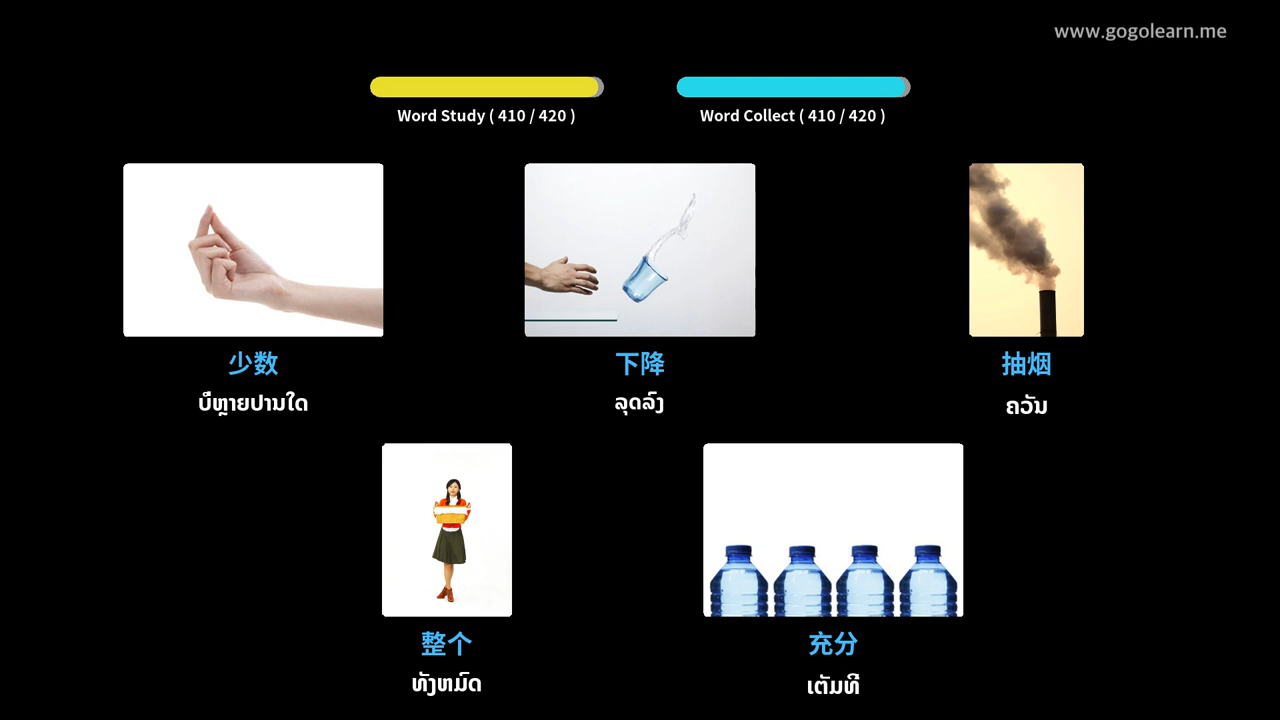 www.gogolearn.me
Word Study ( 410 / 420 )
Word Collect ( 410 / 420 )
少数
ບໍ່ຫຼາຍປານໃດ
下降
ລຸດລົງ
抽烟
ຄວັນ
整个
ທັງຫມົດ
充分
ເຕັມທີ